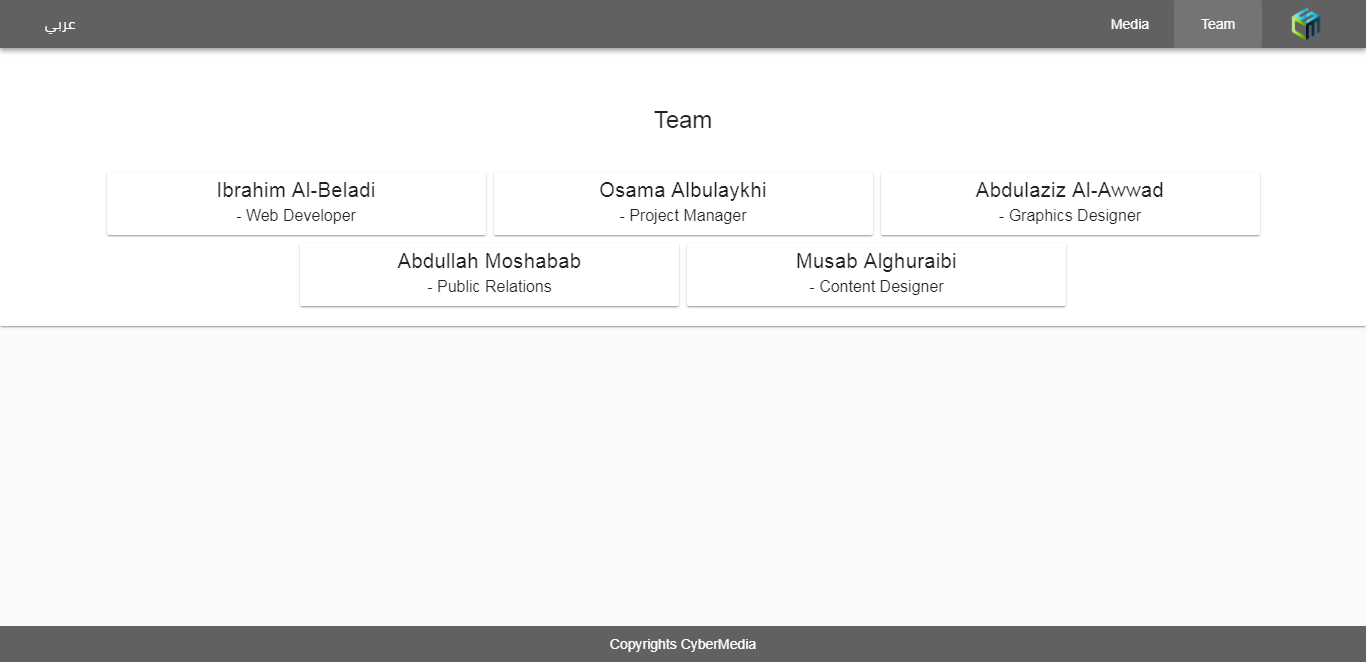 عربي
Media
Team
Team
Ibrahim Al-Beladi
- Web Developer
Osama Albulaykhi
- Project Manager
Abdulaziz Al-Awwad
- Graphics Designer
Abdullah Moshabab
- Public Relations
Musab Alghuraibi
- Content Designer
Copyrights CyberMedia